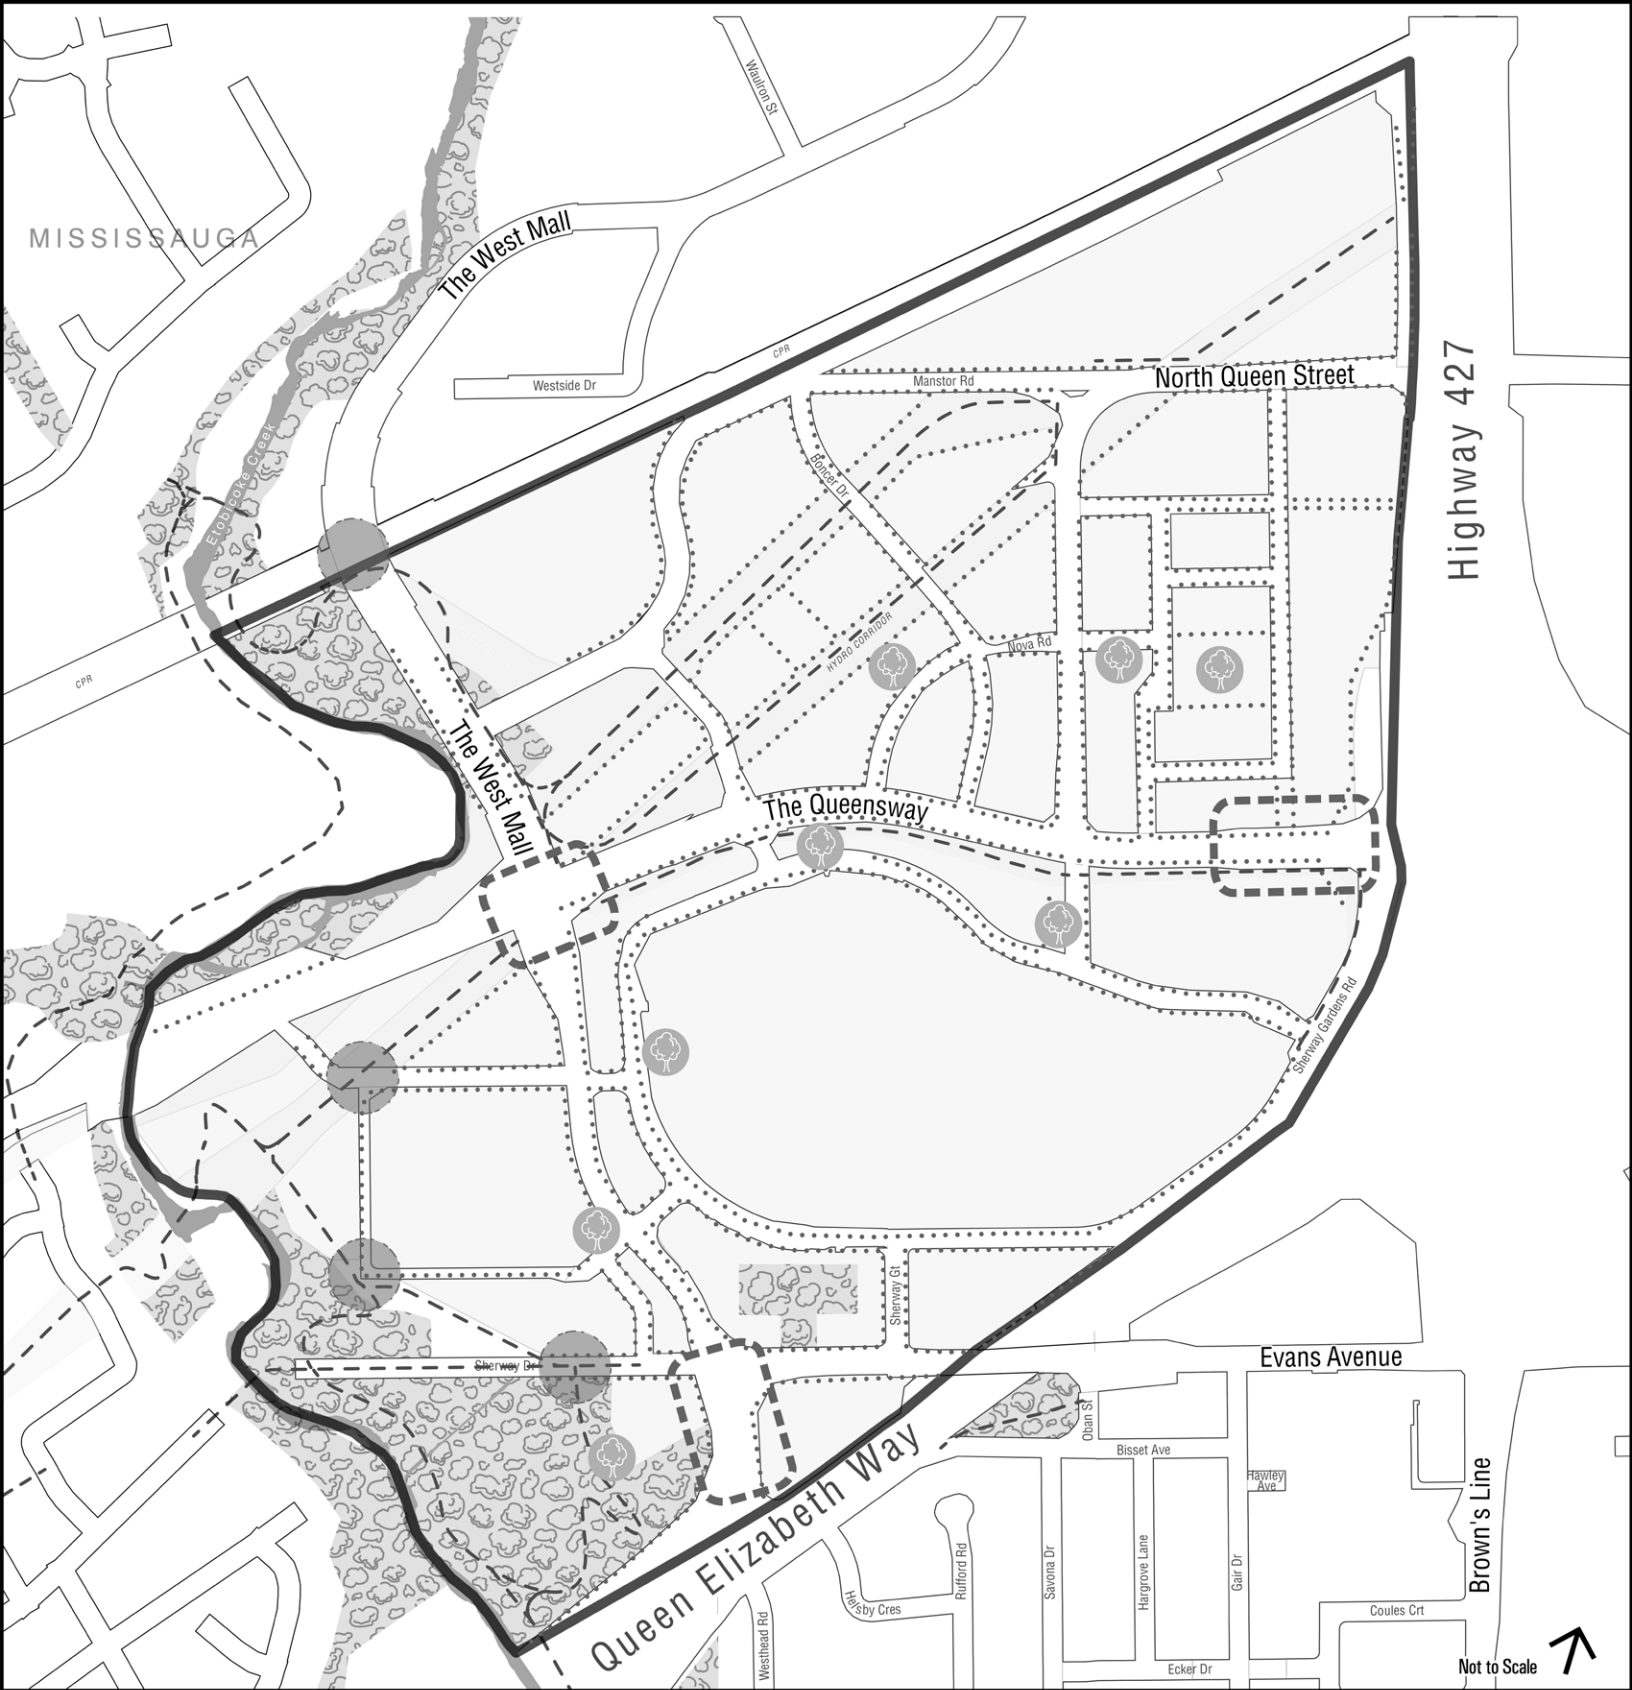 Waulron St
MISSISSAUGA
The West Mall
CPR
Westside Dr
Manstor Rd
North Queen Street
Highway 427
Etobicoke Creek
Boncer Dr
HYDRO CORRIDOR
Nova Rd
CPR
The West Mall
The Queensway
Sherway Gardens Rd
Sherway Gt
Sherway Dr
Evans Avenue
Oban St
Bisset Ave
Hawley
Ave
Queen Elizabeth Way
Brown's Line
Rufford Rd
Savona Dr
Hargrove Lane
Gair Dr
Helsby Cres
Coules Crt
Westhead Rd
Ecker Dr
Not to Scale